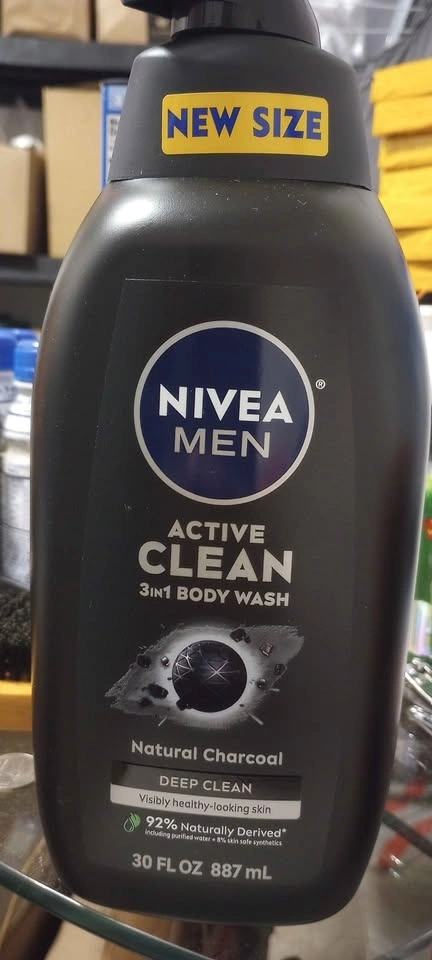 NEW SIZE
NIVEA
MEN
®
ACTIVE
CLEAN
3IN1 BODY WASH
Natural Charcoal
DEEP CLEAN
Visibly healthy-looking skin
92% Naturally Derived*
including purified water + 8% skin safe synthetics
30 FL OZ 887 mL